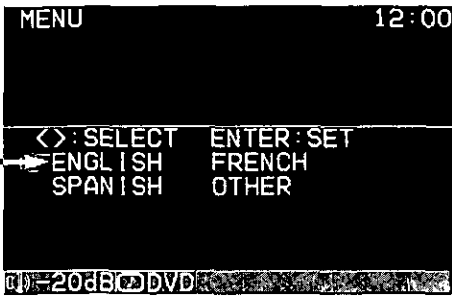 MENU 12:00
<>:SELECT ENTER:SET
ENGLISH FRENCH
SPANISH OTHER
-20dB DVD